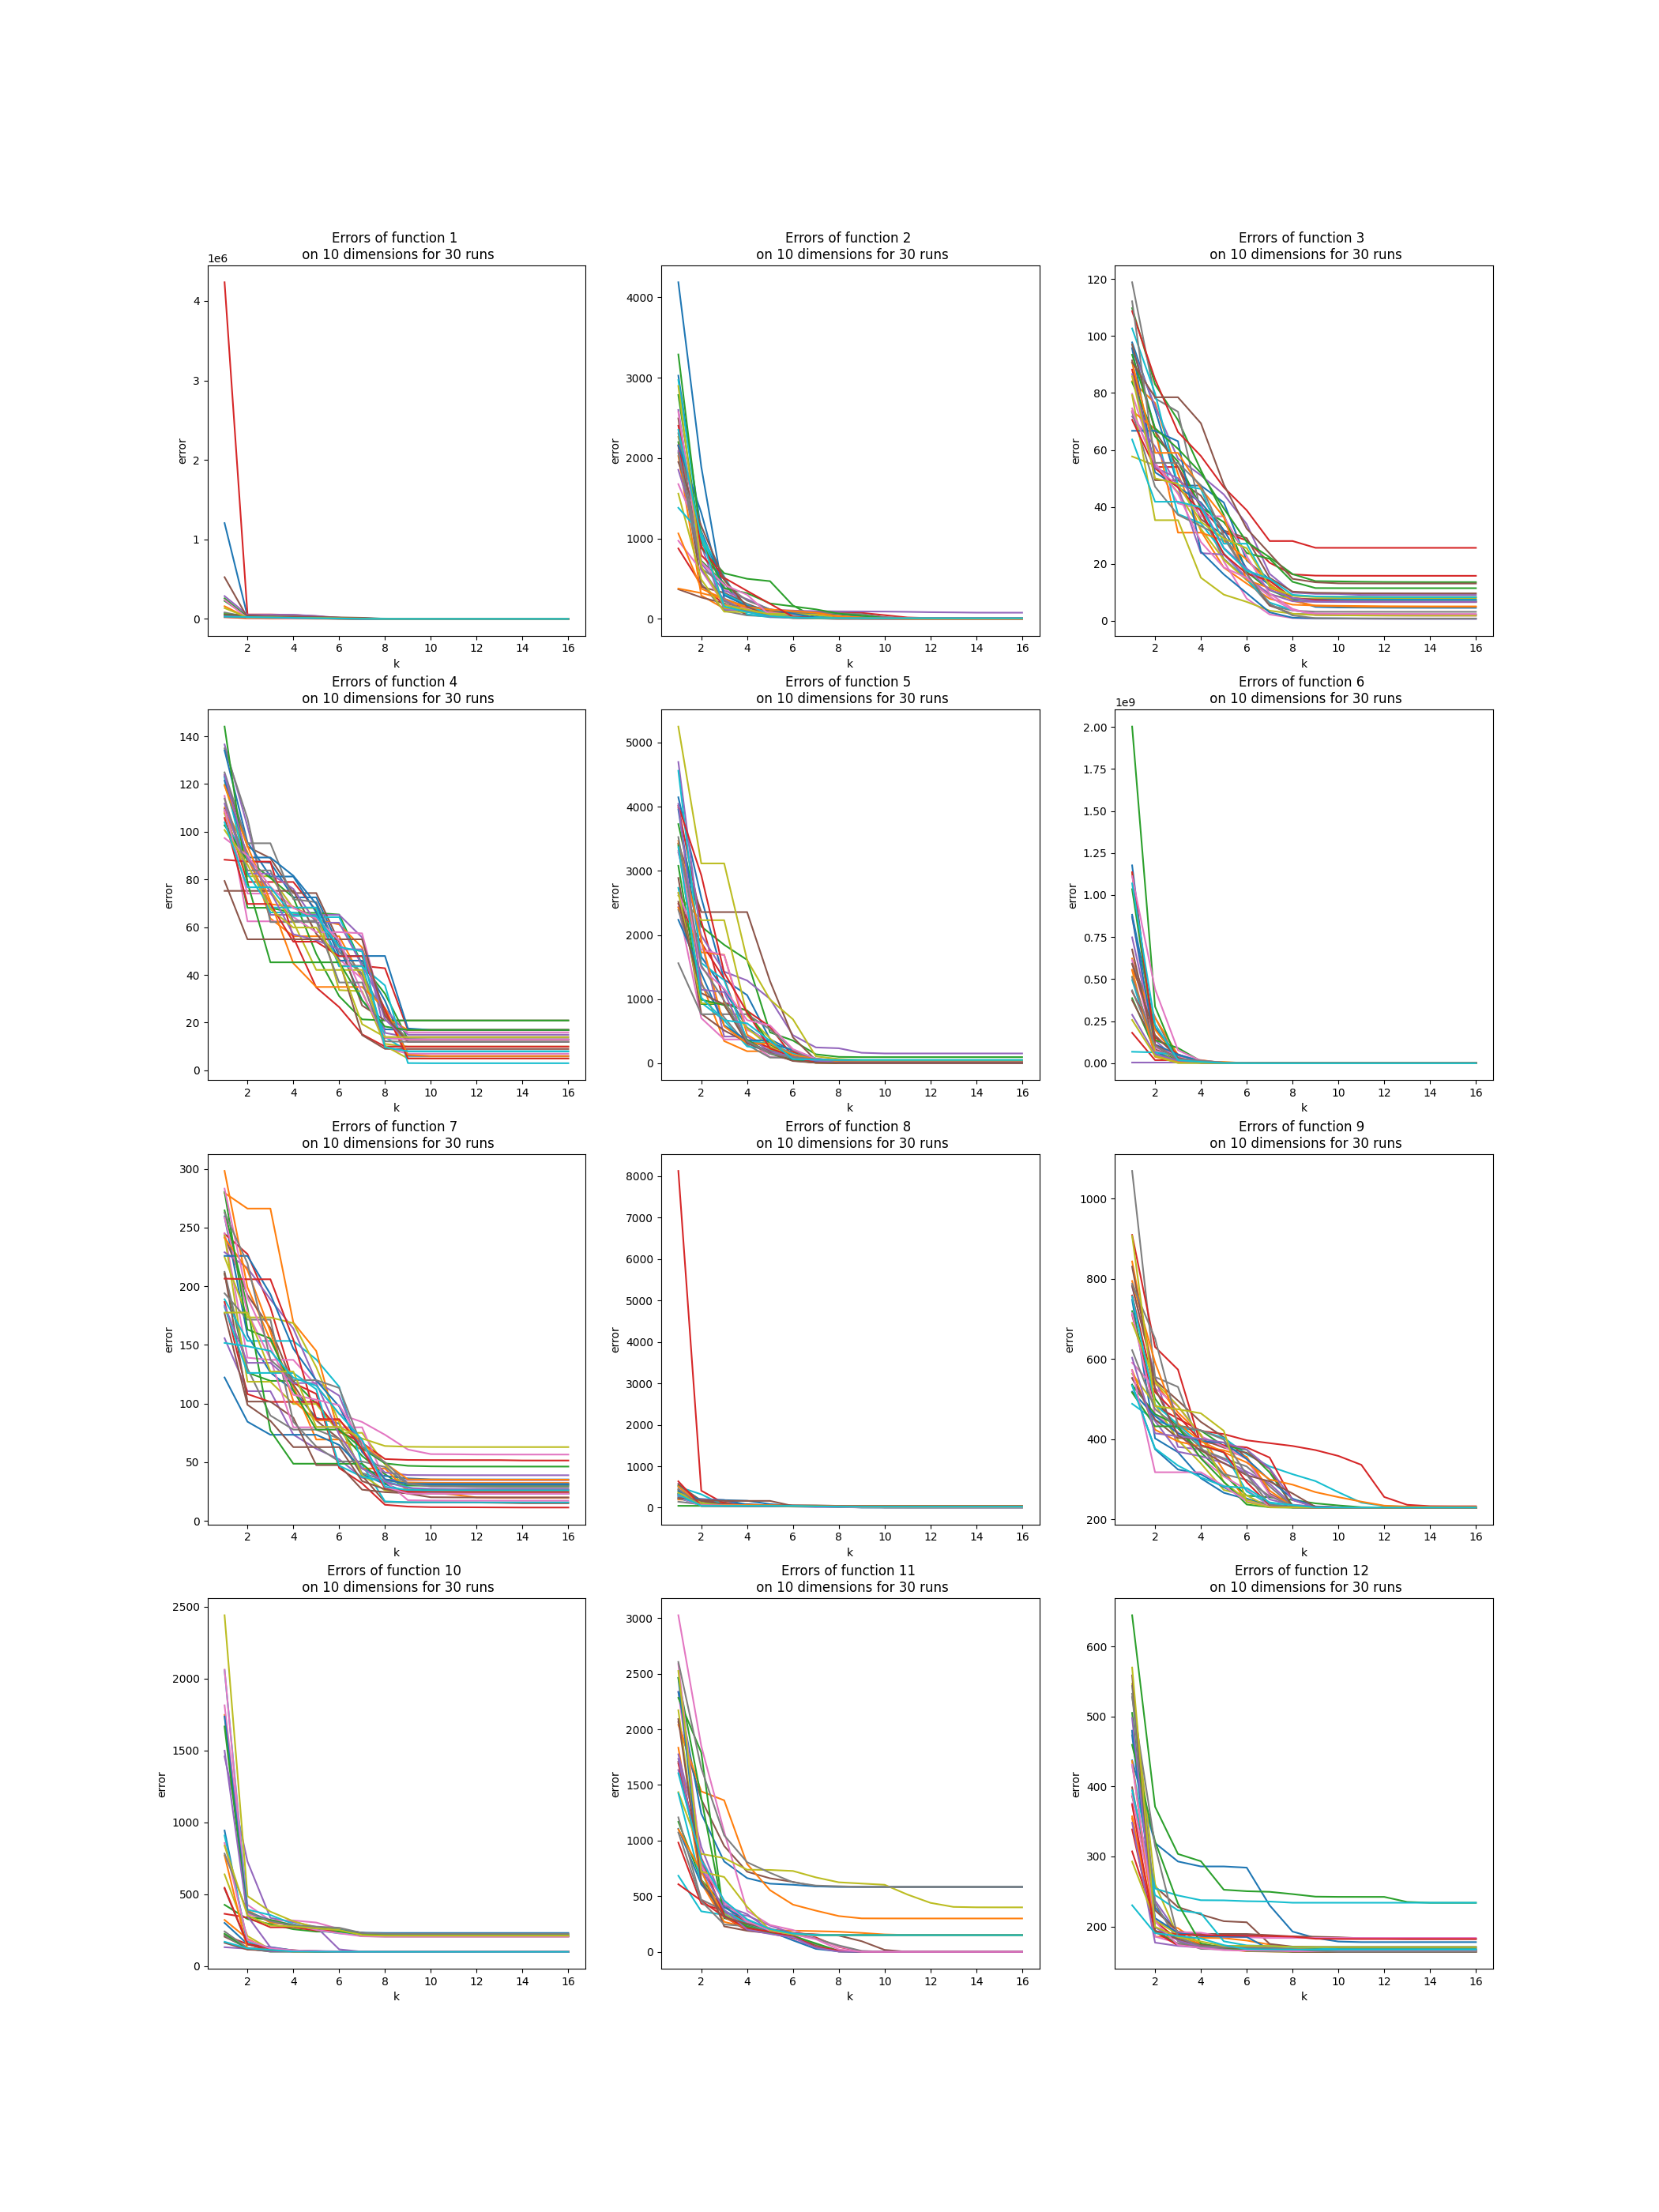 Errors of function 1
on 10 dimensions for 30 runs
1e6
4
3
2
1
0
error
2 4 6 8 10 12 14 16
k
Errors of function 2
on 10 dimensions for 30 runs
4000
3000
2000
1000
0
error
2 4 6 8 10 12 14 16
k
Errors of function 3
on 10 dimensions for 30 runs
120
100
80
60
40
20
0
error
2 4 6 8 10 12 14 16
k
Errors of function 4
on 10 dimensions for 30 runs
140
120
100
80
60
40
20
0
error
2 4 6 8 10 12 14 16
k
Errors of function 5
on 10 dimensions for 30 runs
5000
4000
3000
2000
1000
0
error
2 4 6 8 10 12 14 16
k
Errors of function 6
on 10 dimensions for 30 runs
1e9
2.00
1.75
1.50
1.25
1.00
0.75
0.50
0.25
0.00
error
2 4 6 8 10 12 14 16
k
Errors of function 7
on 10 dimensions for 30 runs
300
250
200
150
100
50
0
error
2 4 6 8 10 12 14 16
k
Errors of function 8
on 10 dimensions for 30 runs
8000
7000
6000
5000
4000
3000
2000
1000
0
error
2 4 6 8 10 12 14 16
k
Errors of function 9
on 10 dimensions for 30 runs
1000
800
600
400
200
error
2 4 6 8 10 12 14 16
k
Errors of function 10
on 10 dimensions for 30 runs
2500
2000
1500
1000
500
0
error
2 4 6 8 10 12 14 16
k
Errors of function 11
on 10 dimensions for 30 runs
3000
2500
2000
1500
1000
500
0
error
2 4 6 8 10 12 14 16
k
Errors of function 12
on 10 dimensions for 30 runs
600
500
400
300
200
error
2 4 6 8 10 12 14 16
k